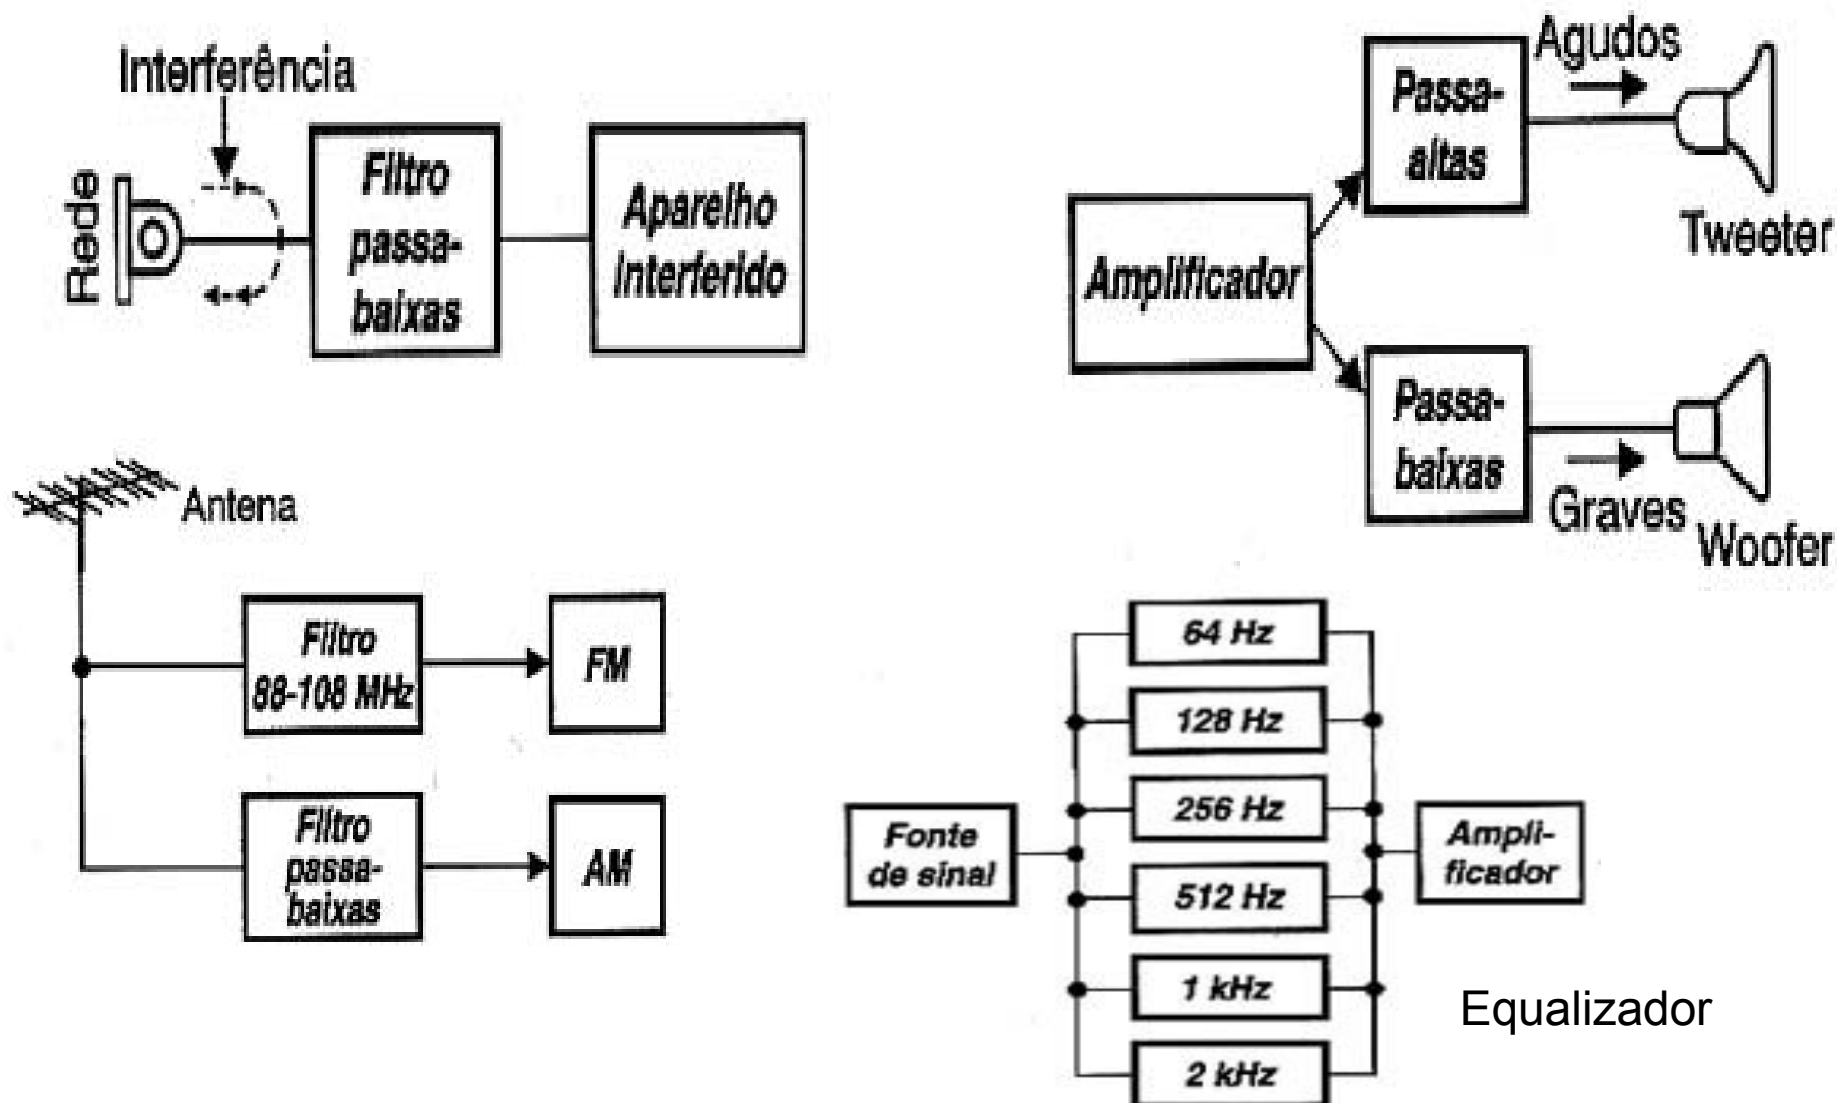 Interferência
Rede
Filtro
passa-
baixas
Aparelho
interferido
Amplificador
Passa-
altas
Agudos
Tweeter
Passa-
baixas
Graves
Woofer
Antena
Filtro
88-108 MHz
FM
Filtro
passa-
baixas
AM
Fonte
de sinal
64 Hz
128 Hz
256 Hz
512 Hz
1 kHz
2 kHz
Ampli-
ficador
Equalizador